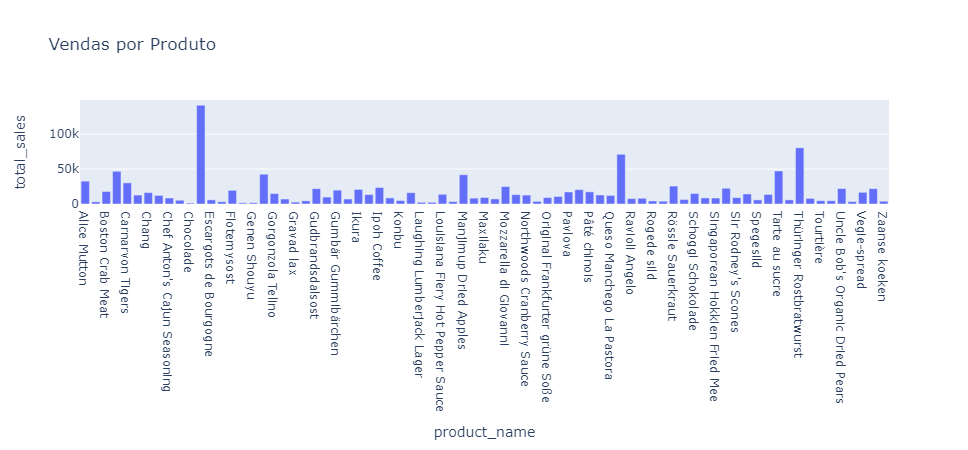 Vendas por Produto
sales_total
100k
50k
0
Alice Mutton
Boston Crab Meat
Carnarvon Tigers
Chang
Chef Anton's Cajun Seasoning
Chocolade
Escargots de Bourgogne
Flotemysost
Genen Shouyu
Gorgonzola Telino
Gravad lax
Gudbrandsdalsost
Gumbär Gummibärchen
Ikura
Ipoh Coffee
Konbu
Laughing Lumberjack Lager
Louisiana Fiery Hot Pepper Sauce
Manjimup Dried Apples
Maxilaku
Mozzarella di Giovanni
Northwoods Cranberry Sauce
Original Frankfurter grüne Soße
Pavlova
Pâté chinois
Queso Manchego La Pastora
Ravioli Angelo
Rogede sild
Rössle Sauerkraut
Schoggi Schokolade
Singaporean Hokkien Fried Mee
Sir Rodney's Scones
Spegesild
Tarte au sucre
Thüringer Rostbratwurst
Tourtière
Uncle Bob's Organic Dried Pears
Vegie-spread
Zaanse koeken
product_name